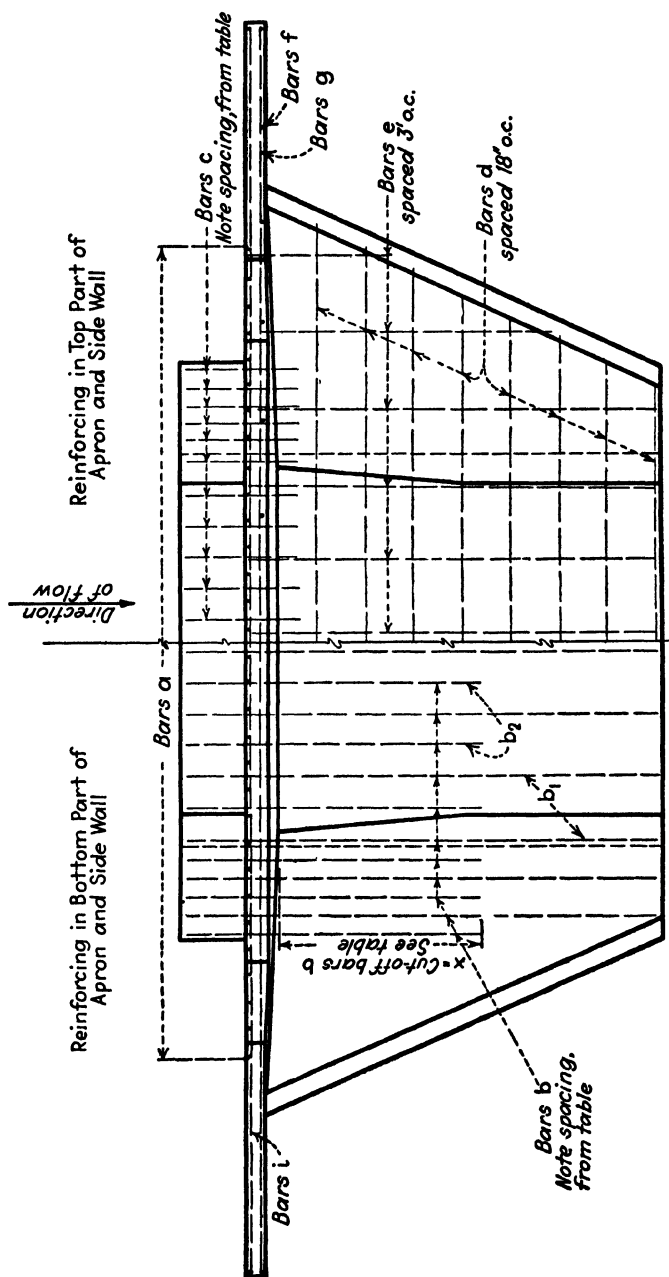 Reinforcing in Bottom Part of
Apron and Side Wall
Reinforcing in Top Part of
Apron and Side Wall
Direction
of flow
Bars a
Bars c
Note spacing, from table
Bars f
Bars g
Bars e
spaced 3' o.c.
Bars d
spaced 18" o.c.
b2
b1
x = Cut-off bars b
See table
Bars i
Bars b
Note spacing,
from table